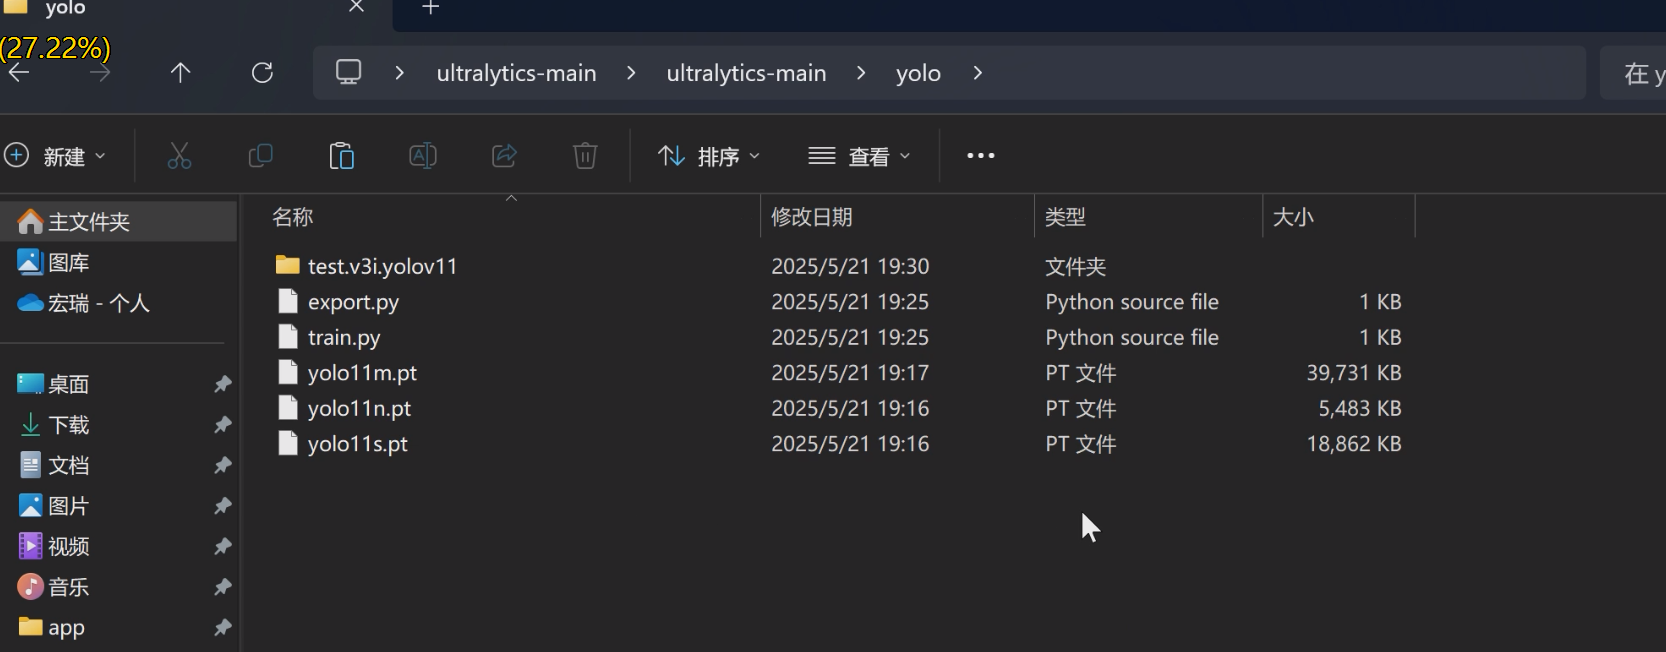 yolo
(27.22%)
ultralytics-main > ultralytics-main > yolo >
在 y
新建
排序
查看
名称 修改日期 类型 大小
主文件夹
图库
宏瑞 - 个人
桌面
下载
文档
图片
视频
音乐
app
test.v3i.yolov11 2025/5/21 19:30 文件夹
export.py 2025/5/21 19:25 Python source file 1 KB
train.py 2025/5/21 19:25 Python source file 1 KB
yolo11m.pt 2025/5/21 19:17 PT 文件 39,731 KB
yolo11n.pt 2025/5/21 19:16 PT 文件 5,483 KB
yolo11s.pt 2025/5/21 19:16 PT 文件 18,862 KB